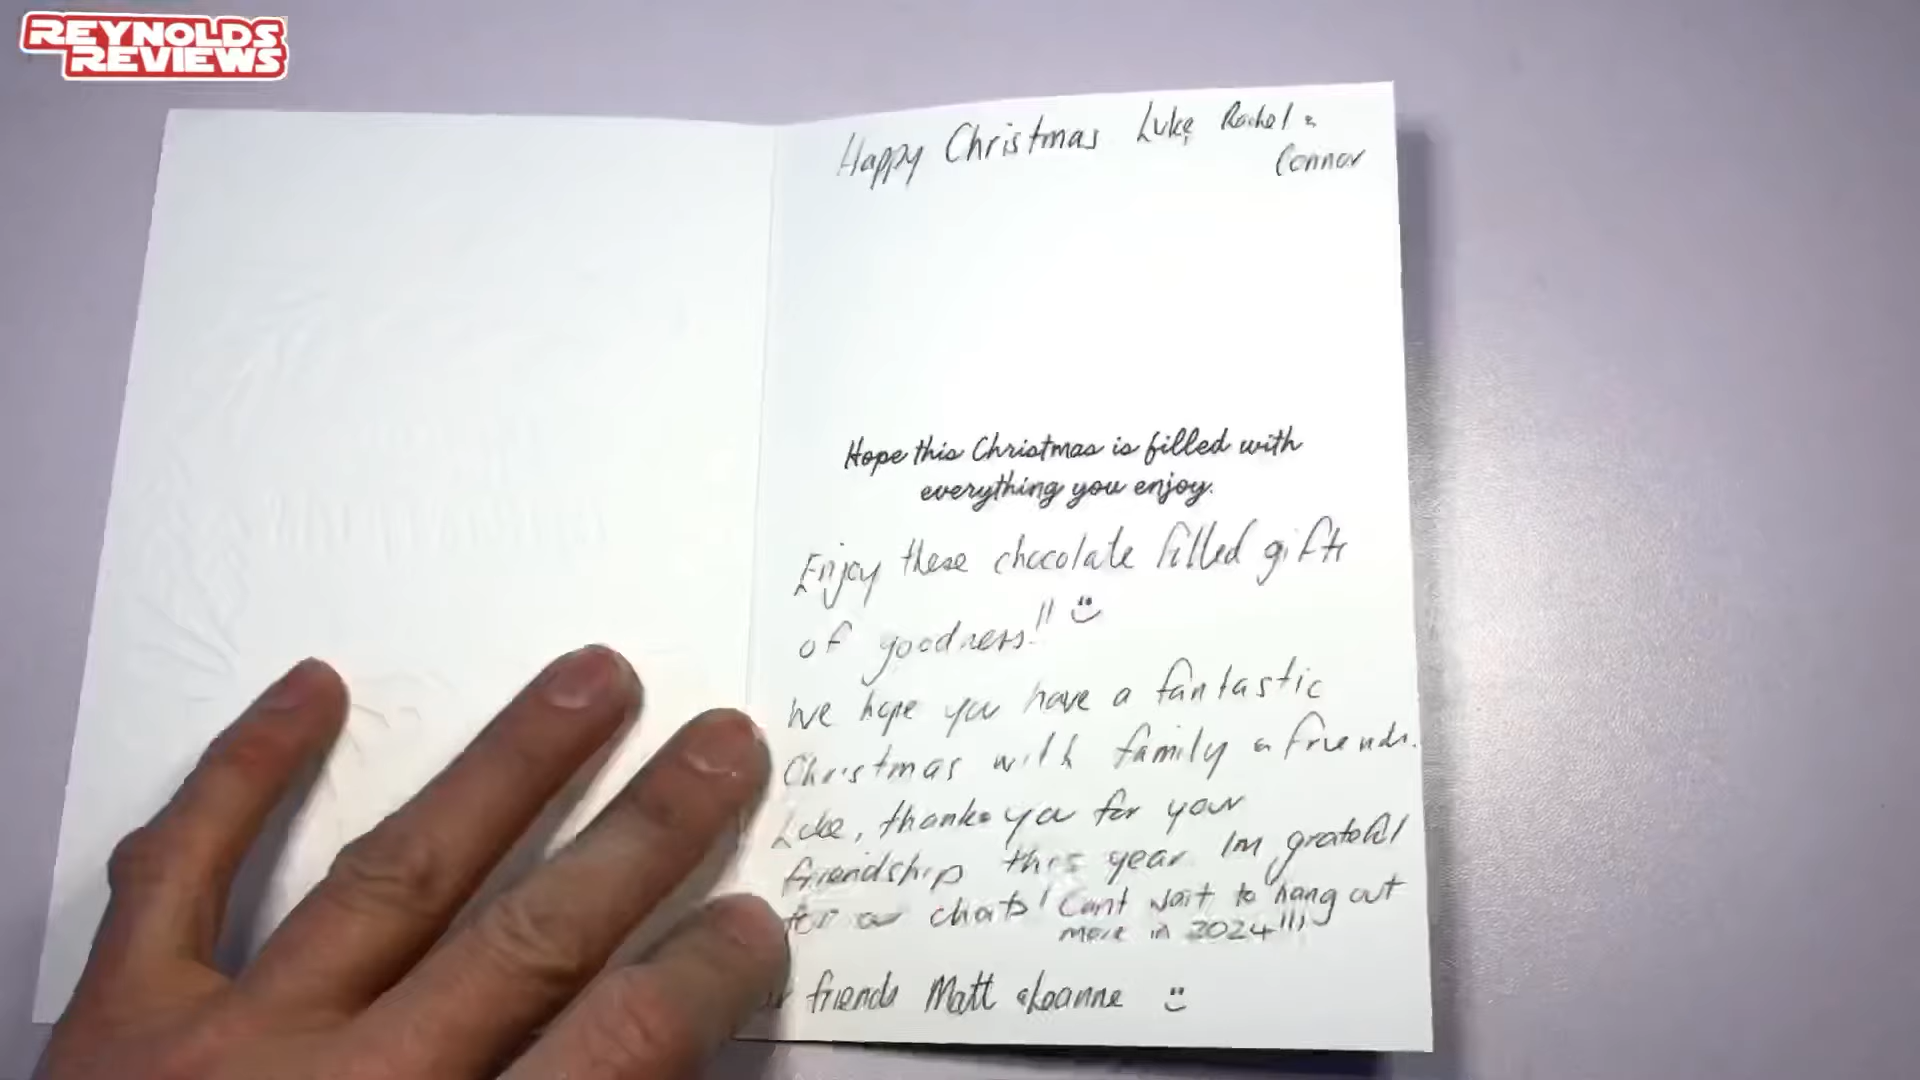 REYNOLDS
REVIEWS
Happy Christmas Luke, Rachel &
Connor
Hope this Christmas is filled with
everything you enjoy.
Enjoy these chocolate filled gifts
of goodness!!
We hope you have a fantastic
Christmas with family & friends.
Luke, thank you for your
friendship this year. Im grateful
for our chats! Cant wait to hang out
more in 2024!!!
friends Matt & Leanne